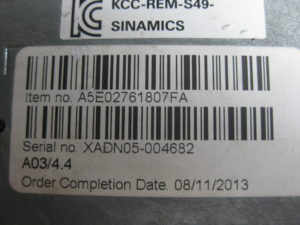 KCC-REM-S49-
SINAMICS
Item no. A5E02761807FA
Serial no. XADN05-004682
A03/4.4
Order Completion Date. 08/11/2013